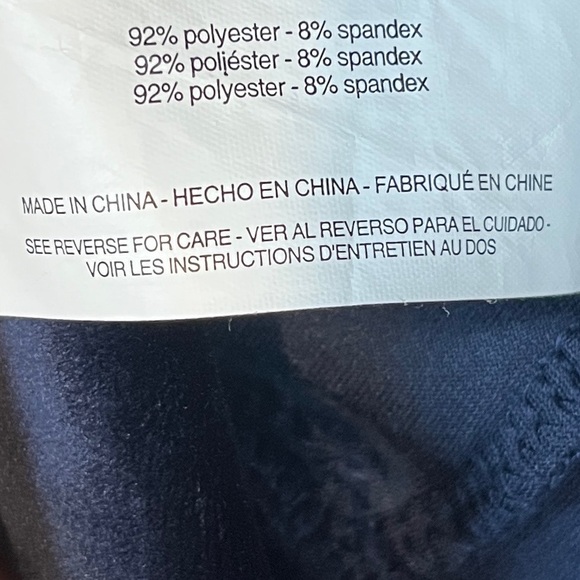 92% polyester - 8% spandex
92% poliéster - 8% spandex
92% polyester - 8% spandex
MADE IN CHINA - HECHO EN CHINA - FABRIQUÉ EN CHINE
SEE REVERSE FOR CARE - VER AL REVERSO PARA EL CUIDADO -
VOIR LES INSTRUCTIONS D'ENTRETIEN AU DOS